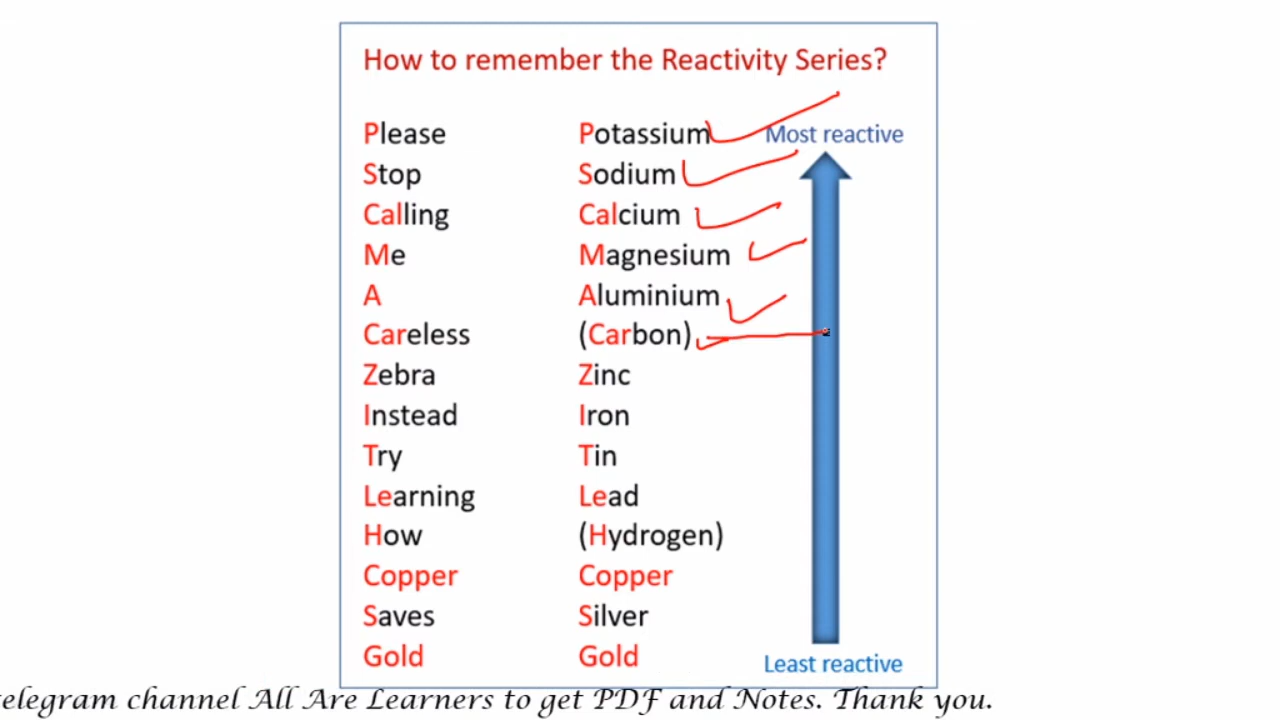 How to remember the Reactivity Series?
Please Potassium Most reactive
Stop Sodium
Calling Calcium
Me Magnesium
A Aluminium
Careless (Carbon)
Zebra Zinc
Instead Iron
Try Tin
Learning Lead
How (Hydrogen)
Copper Copper
Saves Silver
Gold Gold Least reactive
telegram channel All Are Learners to get PDF and Notes. Thank you.